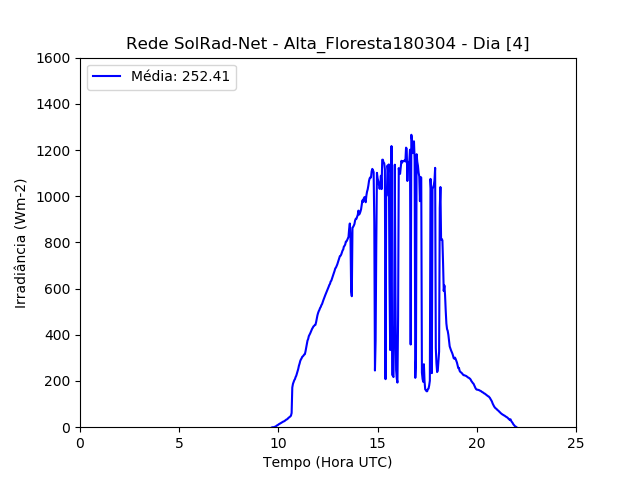 Rede SolRad-Net - Alta_Floresta180304 - Dia [4]
Média: 252.41
1600
1400
1200
1000
800
600
400
200
0
Irradiância (Wm-2)
0 5 10 15 20 25
Tempo (Hora UTC)